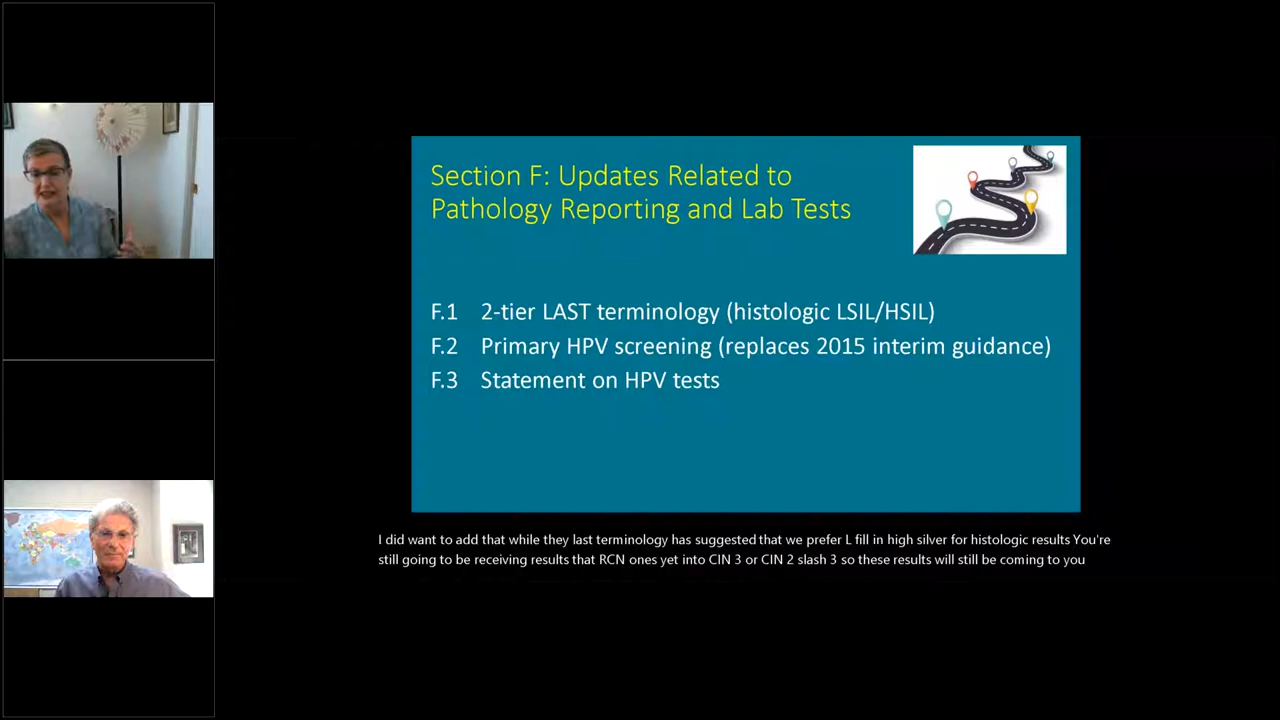 Section F: Updates Related to
Pathology Reporting and Lab Tests
F.1 2-tier LAST terminology (histologic LSIL/HSIL)
F.2 Primary HPV screening (replaces 2015 interim guidance)
F.3 Statement on HPV tests
I did want to add that while they last terminology has suggested that we prefer L fill in high silver for histologic results You're
still going to be receiving results that RCN ones yet into CIN 3 or CIN 2 slash 3 so these results will still be coming to you